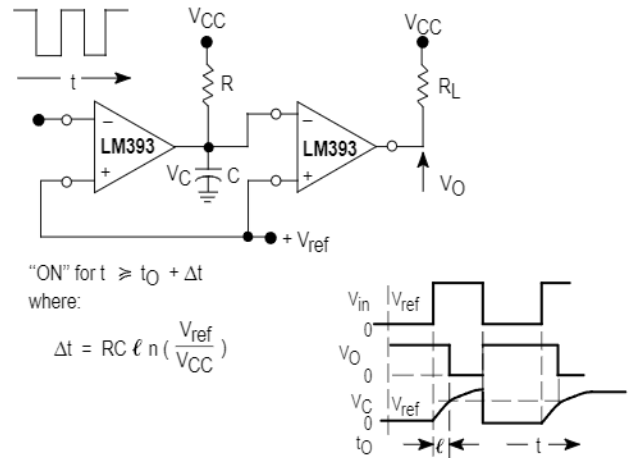 VCC VCC
t
R
RL
−
LM393
+
VC C
−
LM393
+
VO
+ Vref
"ON" for t ≥ tO + Δt
where:
Δt = RC ℓ n ( Vref / VCC )
Vin Vref
0
VO
0
VC Vref
0
tO ℓ t